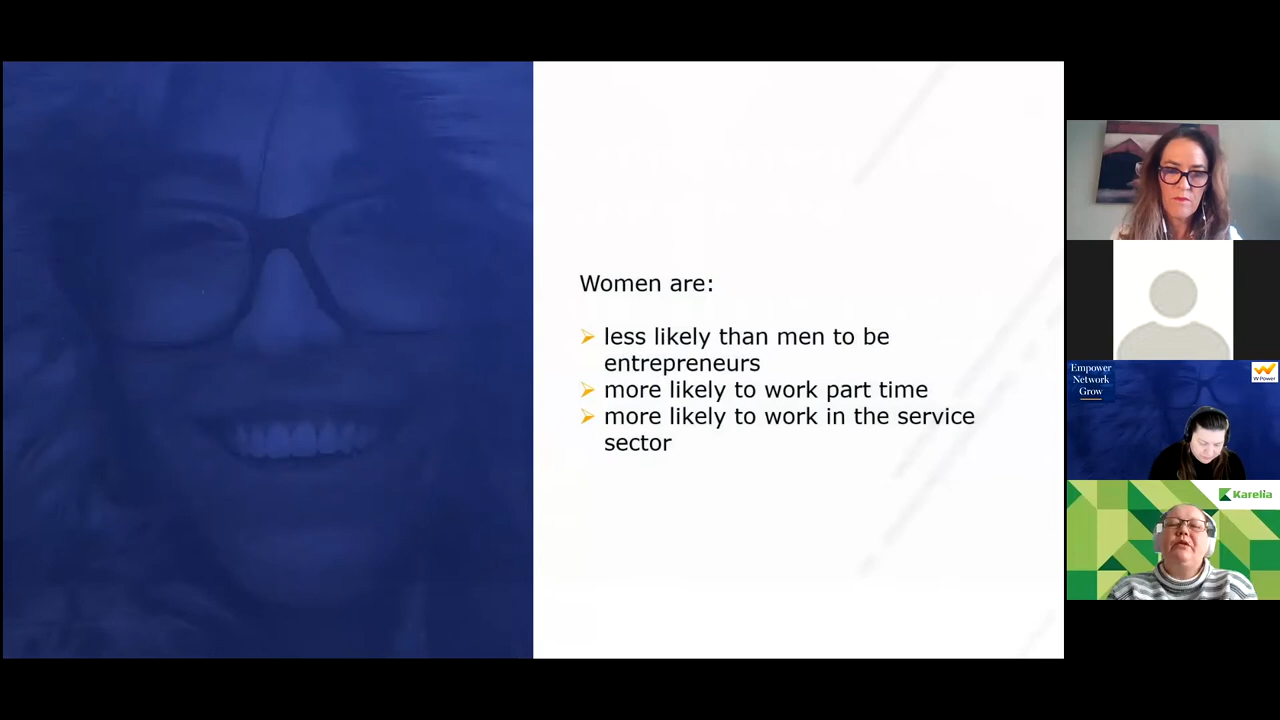 Women are:
less likely than men to be
entrepreneurs
more likely to work part time
more likely to work in the service
sector
Empower
Network
Grow
W Power
Karelia